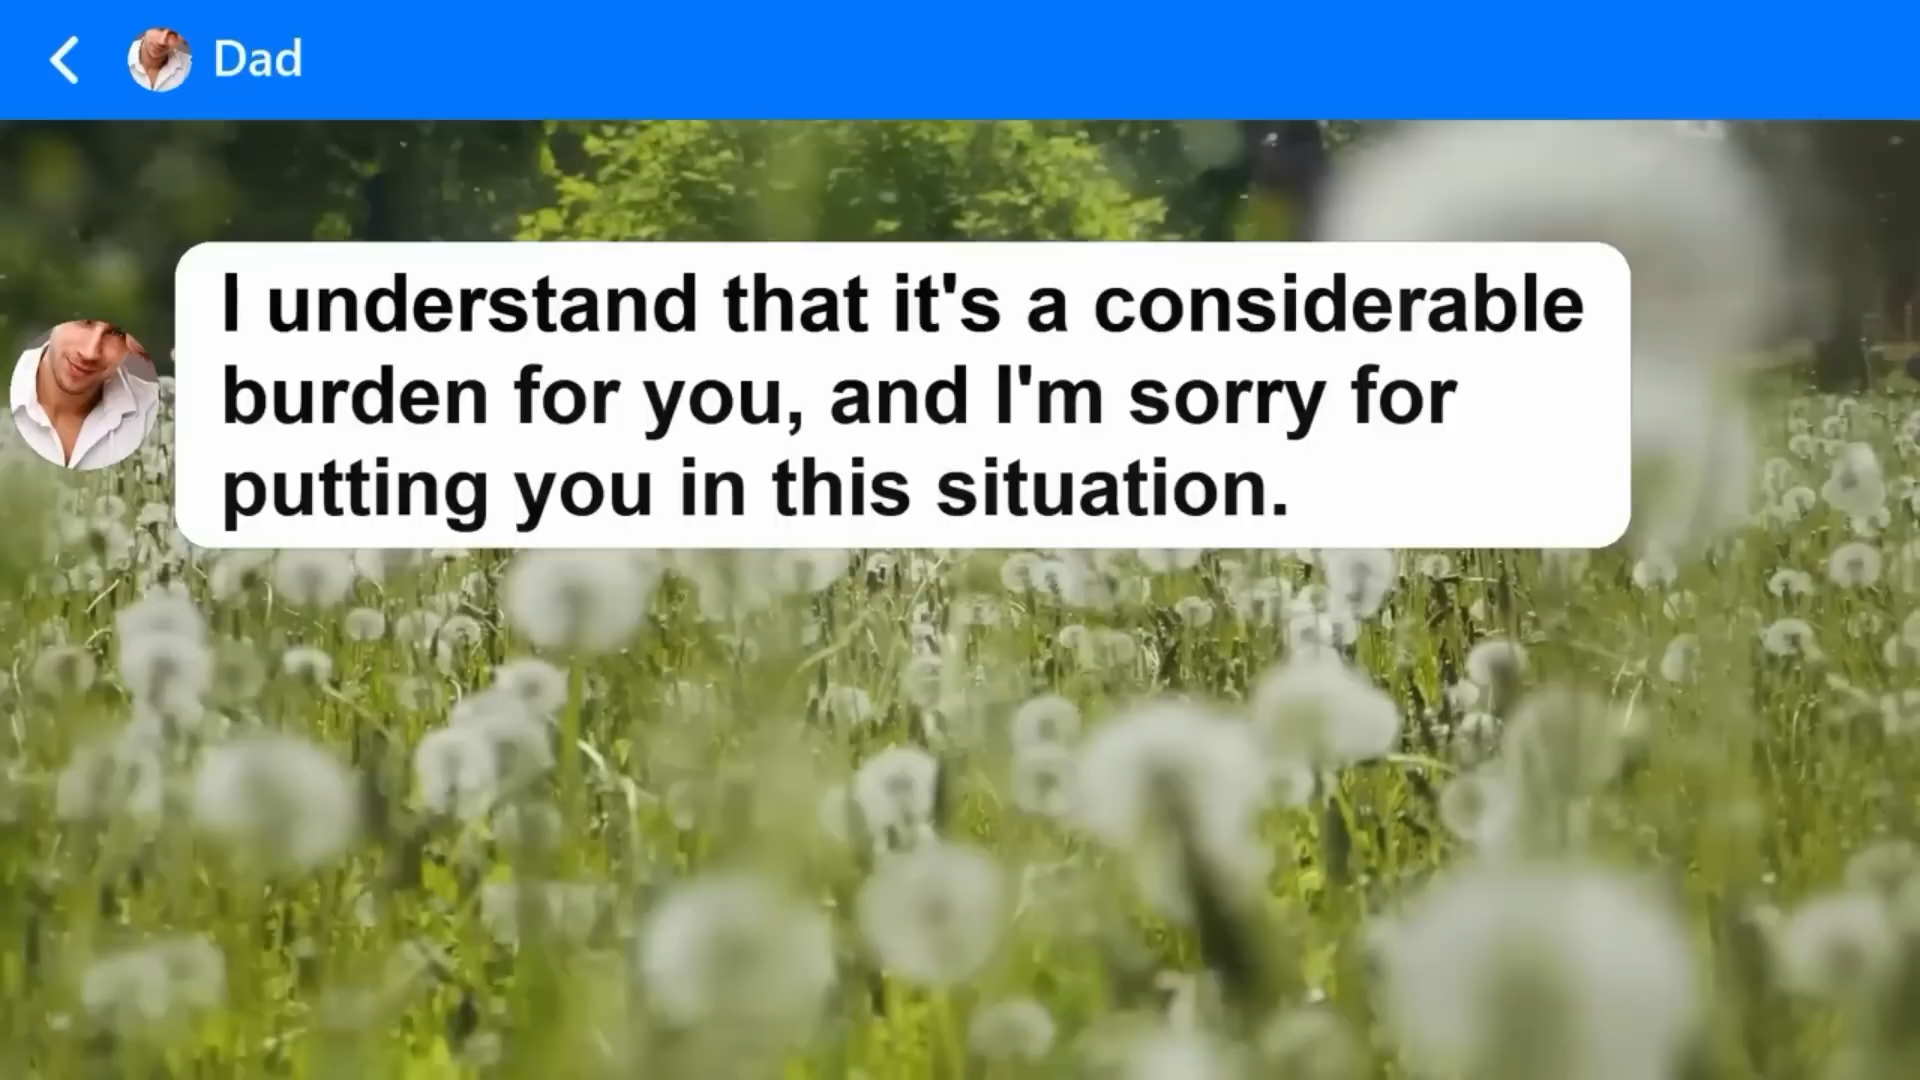 Dad
I understand that it's a considerable
burden for you, and I'm sorry for
putting you in this situation.